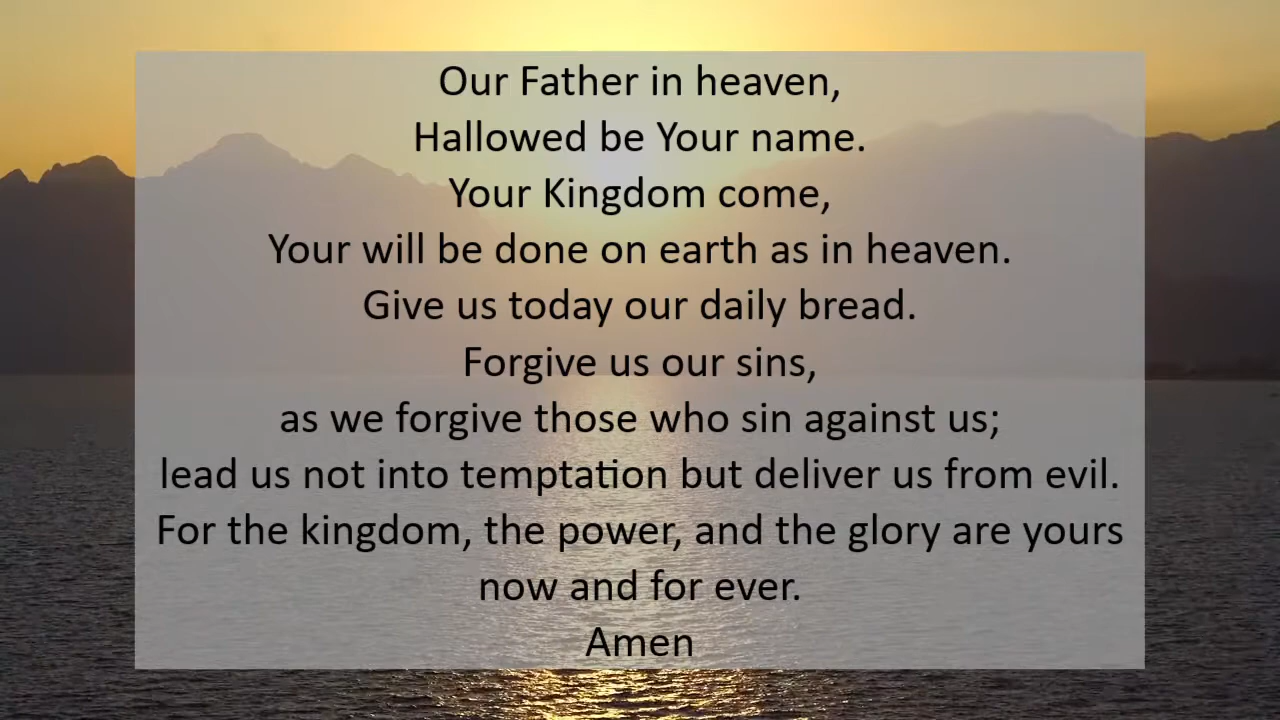 Our Father in heaven,
Hallowed be Your name.
Your Kingdom come,
Your will be done on earth as in heaven.
Give us today our daily bread.
Forgive us our sins,
as we forgive those who sin against us;
lead us not into temptation but deliver us from evil.
For the kingdom, the power, and the glory are yours
now and for ever.
Amen